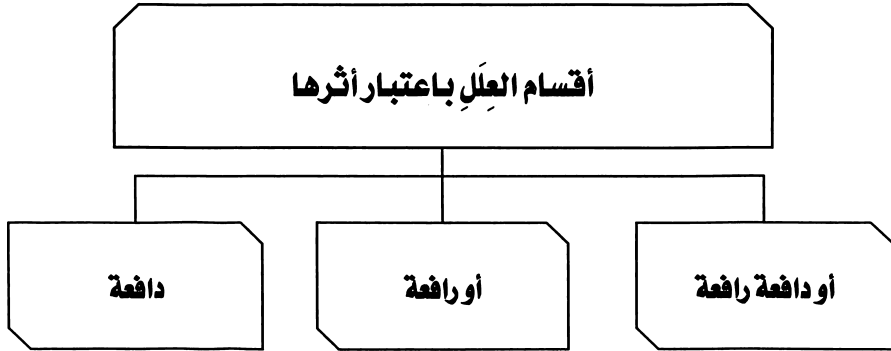 أقسام العِلَلِ باعتبار أثرها
أو دافعة رافعة
أو رافعة
دافعة